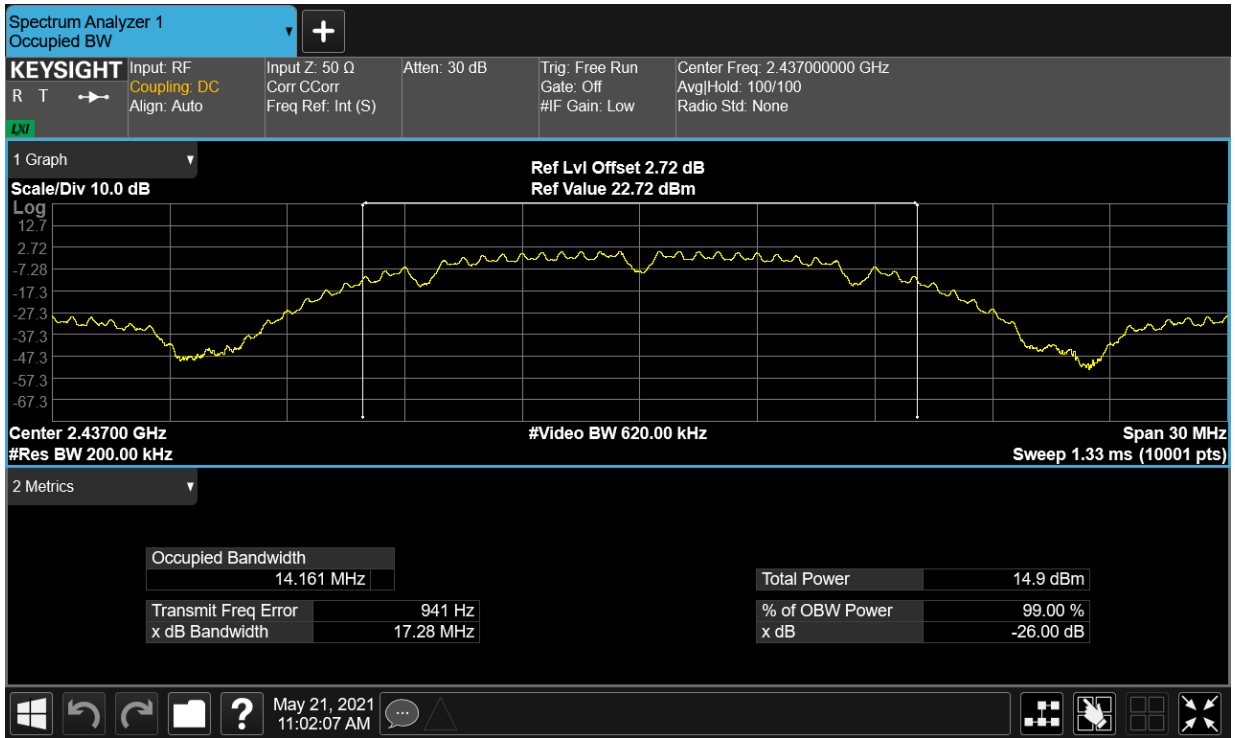 Spectrum Analyzer 1
Occupied BW
KEYSIGHT Input: RF Input Z: 50 Ω Atten: 30 dB Trig: Free Run Center Freq: 2.437000000 GHz
R T Coupling: DC Corr CCorr Gate: Off Avg|Hold: 100/100
Align: Auto Freq Ref: Int (S) #IF Gain: Low Radio Std: None
LXI
1 Graph
Ref Lvl Offset 2.72 dB
Scale/Div 10.0 dB Ref Value 22.72 dBm
Log
12.7
2.72
-7.28
-17.3
-27.3
-37.3
-47.3
-57.3
-67.3
Center 2.43700 GHz #Video BW 620.00 kHz Span 30 MHz
#Res BW 200.00 kHz Sweep 1.33 ms (10001 pts)
2 Metrics
Occupied Bandwidth
14.161 MHz Total Power 14.9 dBm
Transmit Freq Error 941 Hz % of OBW Power 99.00 %
x dB Bandwidth 17.28 MHz x dB -26.00 dB
? May 21, 2021
11:02:07 AM